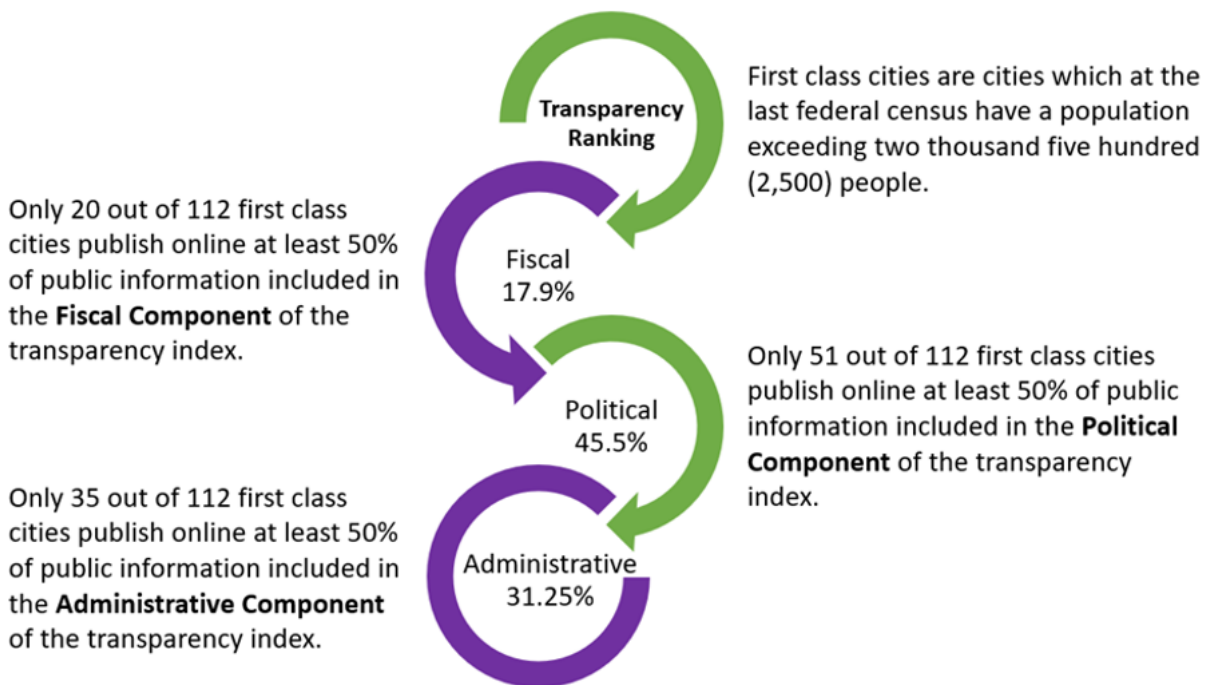 Transparency
Ranking
First class cities are cities which at the
last federal census have a population
exceeding two thousand five hundred
(2,500) people.
Only 20 out of 112 first class
cities publish online at least 50%
of public information included in
the Fiscal Component of the
transparency index.
Fiscal
17.9%
Political
45.5%
Only 51 out of 112 first class cities
publish online at least 50% of public
information included in the Political
Component of the transparency
index.
Only 35 out of 112 first class
cities publish online at least 50%
of public information included in
the Administrative Component
of the transparency index.
Administrative
31.25%